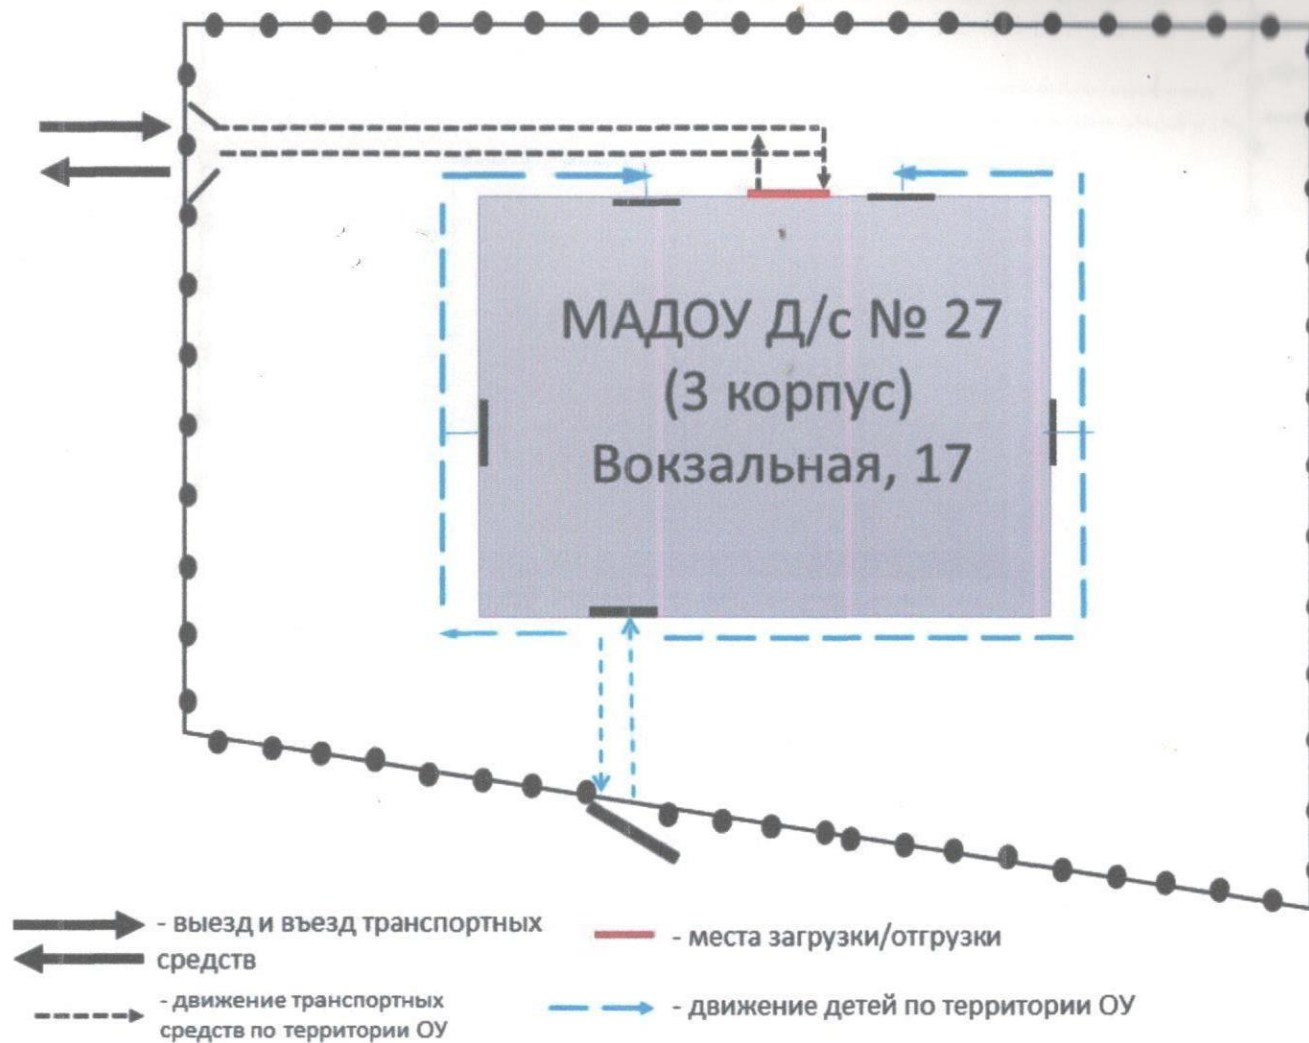 МАДОУ Д/с № 27
(3 корпус)
Вокзальная, 17
- выезд и въезд транспортных
средств
- места загрузки/отгрузки
- движение транспортных
средств по территории ОУ
- движение детей по территории ОУ